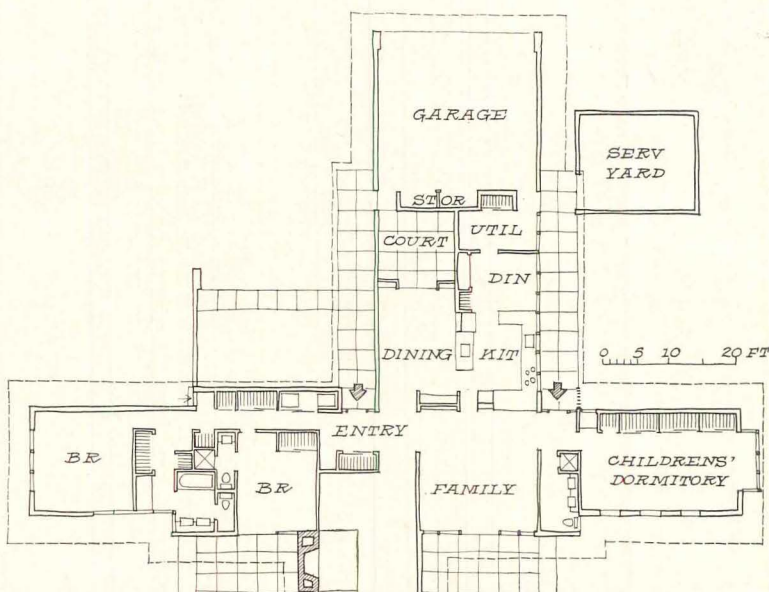 GARAGE
SERV
YARD
STOR
UTIL
COURT
DIN
DINING
KIT
0 5 10 20 FT
ENTRY
BR
BR
FAMILY
CHILDRENS'
DORMITORY